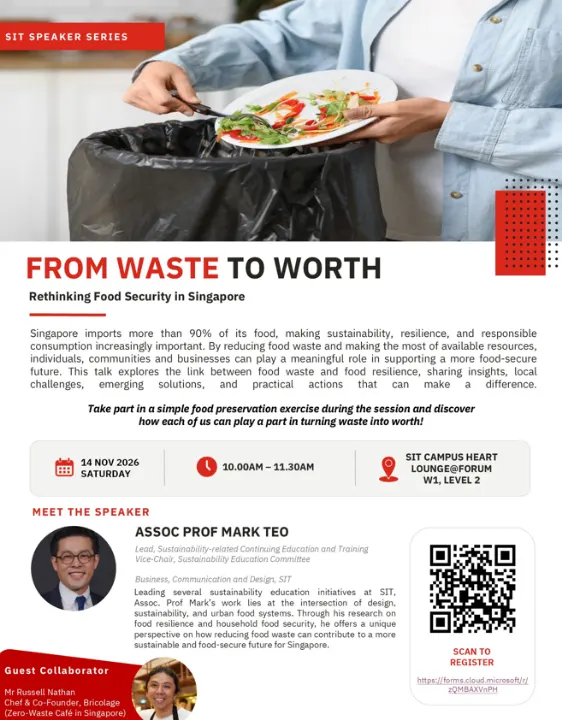 SIT SPEAKER SERIES
FROM WASTE TO WORTH
Rethinking Food Security in Singapore
Singapore imports more than 90% of its food, making sustainability, resilience, and responsible
consumption increasingly important. By reducing food waste and making the most of available resources,
individuals, communities and businesses can play a meaningful role in supporting a more food-secure
future. This talk explores the link between food waste and food resilience, sharing insights, local
challenges, emerging solutions, and practical actions that can make a difference.
Take part in a simple food preservation exercise during the session and discover
how each of us can play a part in turning waste into worth!
14 NOV 2026
SATURDAY
10.00AM – 11.30AM
SIT CAMPUS HEART
LOUNGE@FORUM
W1, LEVEL 2
MEET THE SPEAKER
ASSOC PROF MARK TEO
Lead, Sustainability-related Continuing Education and Training
Vice-Chair, Sustainability Education Committee
Business, Communication and Design, SIT
Leading several sustainability education initiatives at SIT,
Assoc. Prof Mark's work lies at the intersection of design,
sustainability, and urban food systems. Through his research on
food resilience and household food security, he offers a unique
perspective on how reducing food waste can contribute to a more
sustainable and food-secure future for Singapore.
SCAN TO
REGISTER
https://forms.cloud.microsoft/r/
zQMBAXVnPH
Guest Collaborator
Mr Russell Nathan
Chef & Co-Founder, Bricolage
(Zero-Waste Café in Singapore)